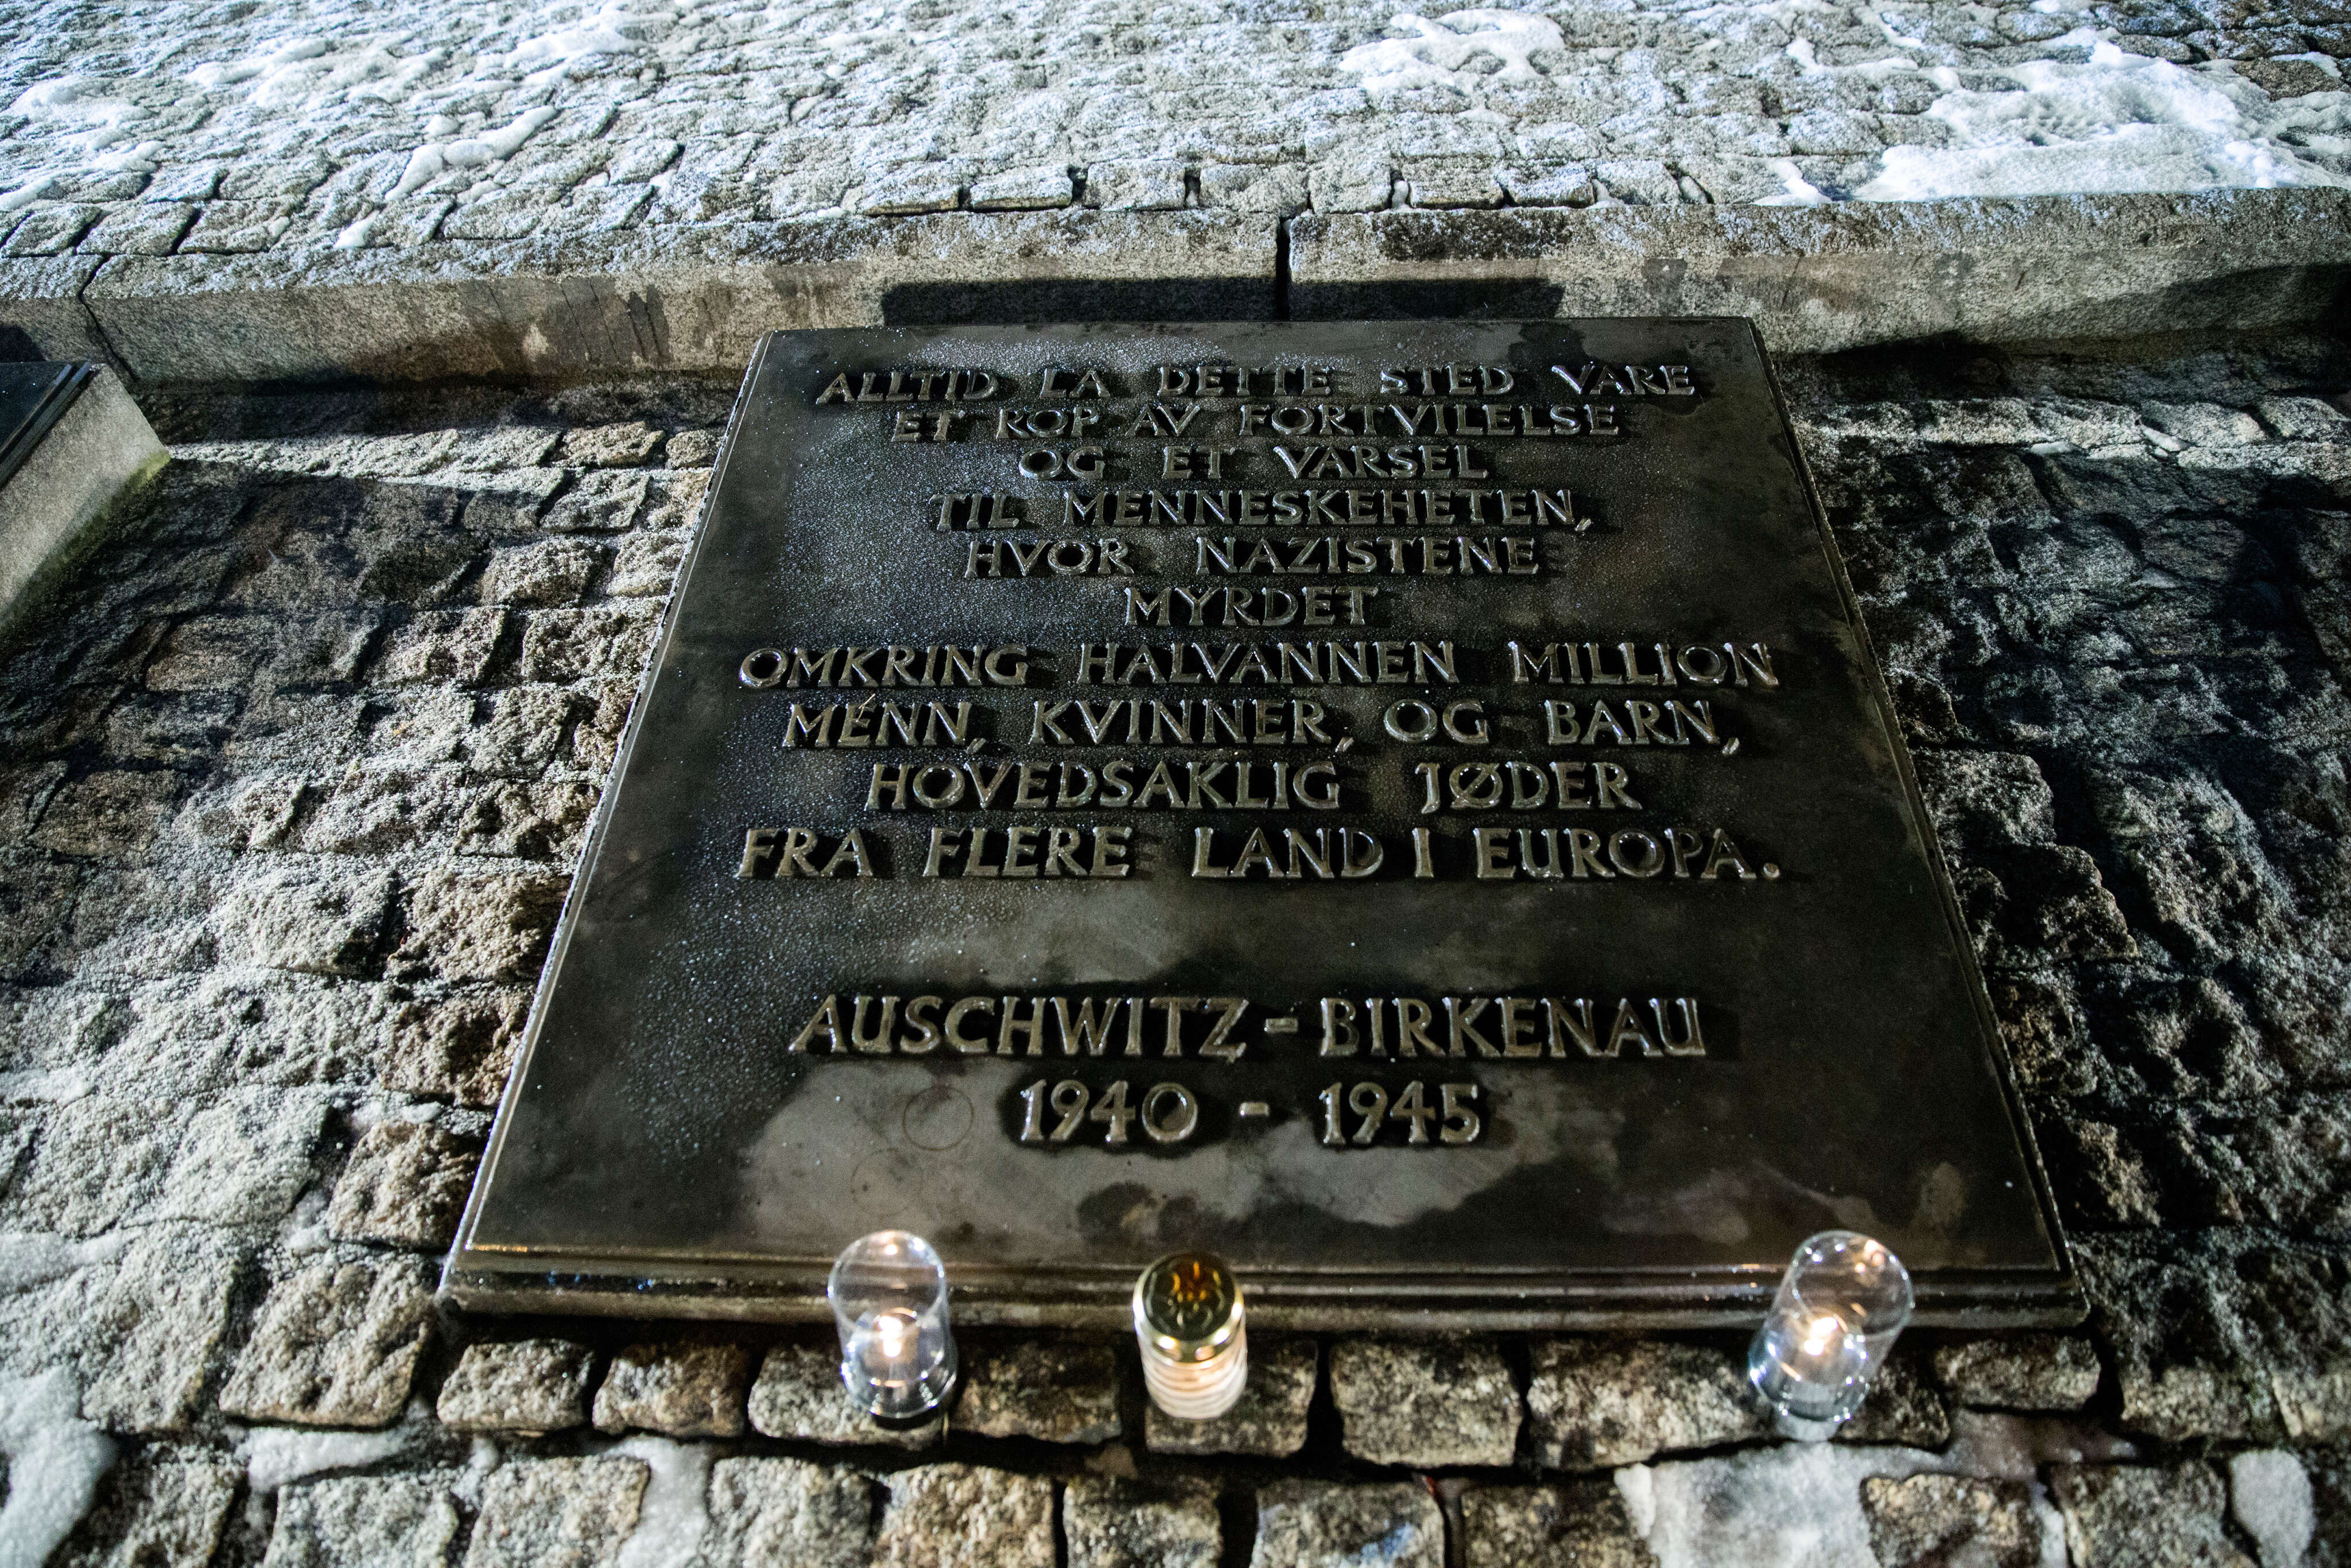 ALLTID LA DETTE STED VARE
ET ROP AV FORTVILELSE
OG ET VARSEL
TIL MENNESKEHETEN,
HVOR NAZISTENE
MYRDET
OMKRING HALVANNEN MILLION
MENN, KVINNER, OG BARN,
HOVEDSAKLIG JØDER
FRA FLERE LAND I EUROPA.
AUSCHWITZ - BIRKENAU
1940 - 1945